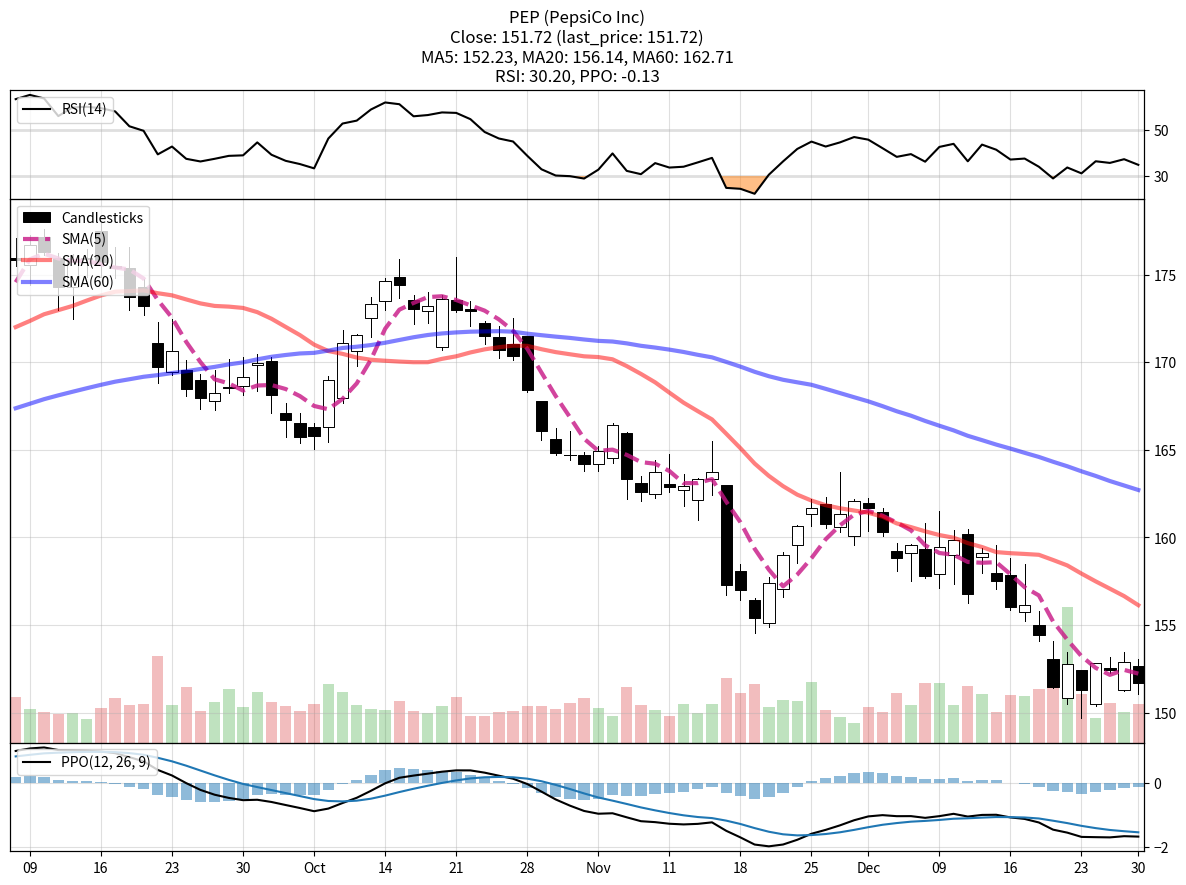 PEP (PepsiCo Inc)
Close: 151.72 (last_price: 151.72)
MA5: 152.23, MA20: 156.14, MA60: 162.71
RSI: 30.20, PPO: -0.13
RSI(14)
50
30
Candlesticks
SMA(5)
SMA(20)
SMA(60)
175
170
165
160
155
150
PPO(12, 26, 9)
0
−2
09 16 23 30 Oct 14 21 28 Nov 11 18 25 Dec 09 16 23 30